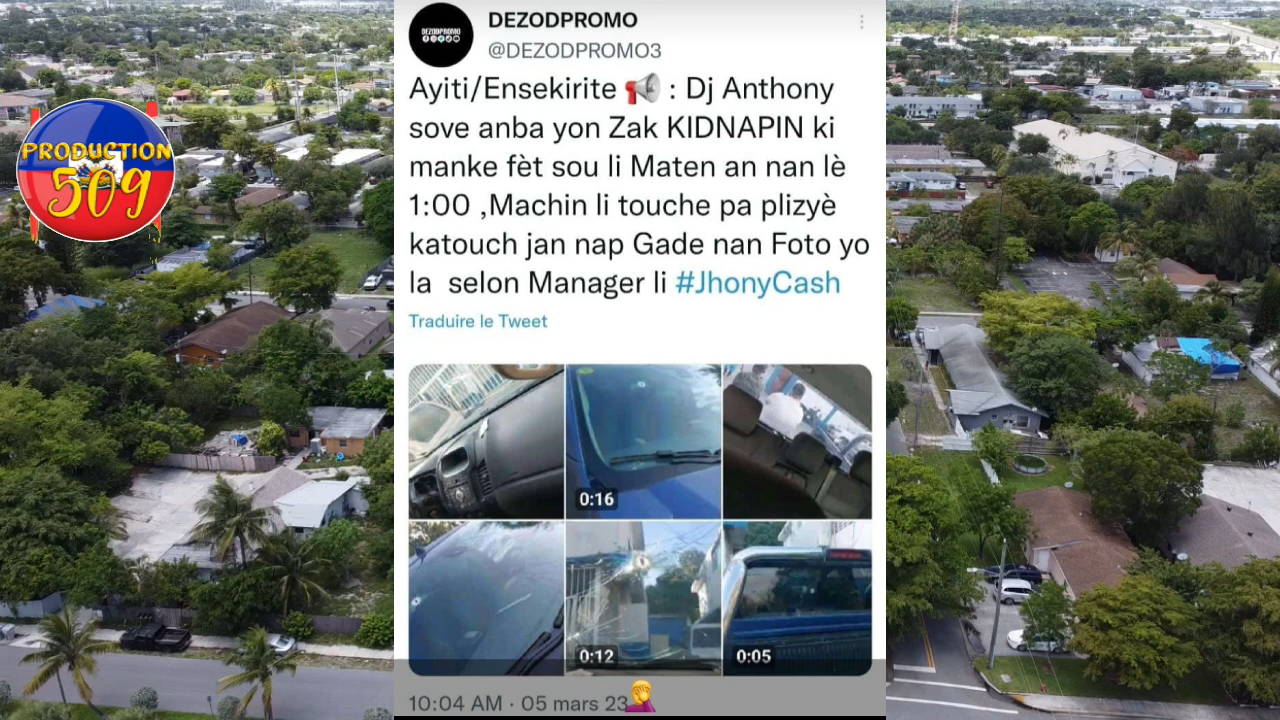 DEZODPROMO
@DEZODPROMO3
Ayiti/Ensekirite 📢 : Dj Anthony
sove anba yon Zak KIDNAPIN ki
manke fèt sou li Maten an nan lè
1:00 ,Machin li touche pa plizyè
katouch jan nap Gade nan Foto yo
la selon Manager li #JhonyCash
Traduire le Tweet
0:16
0:12
0:05
10:04 AM · 05 mars 23
PRODUCTION
509
DEZODPROMO